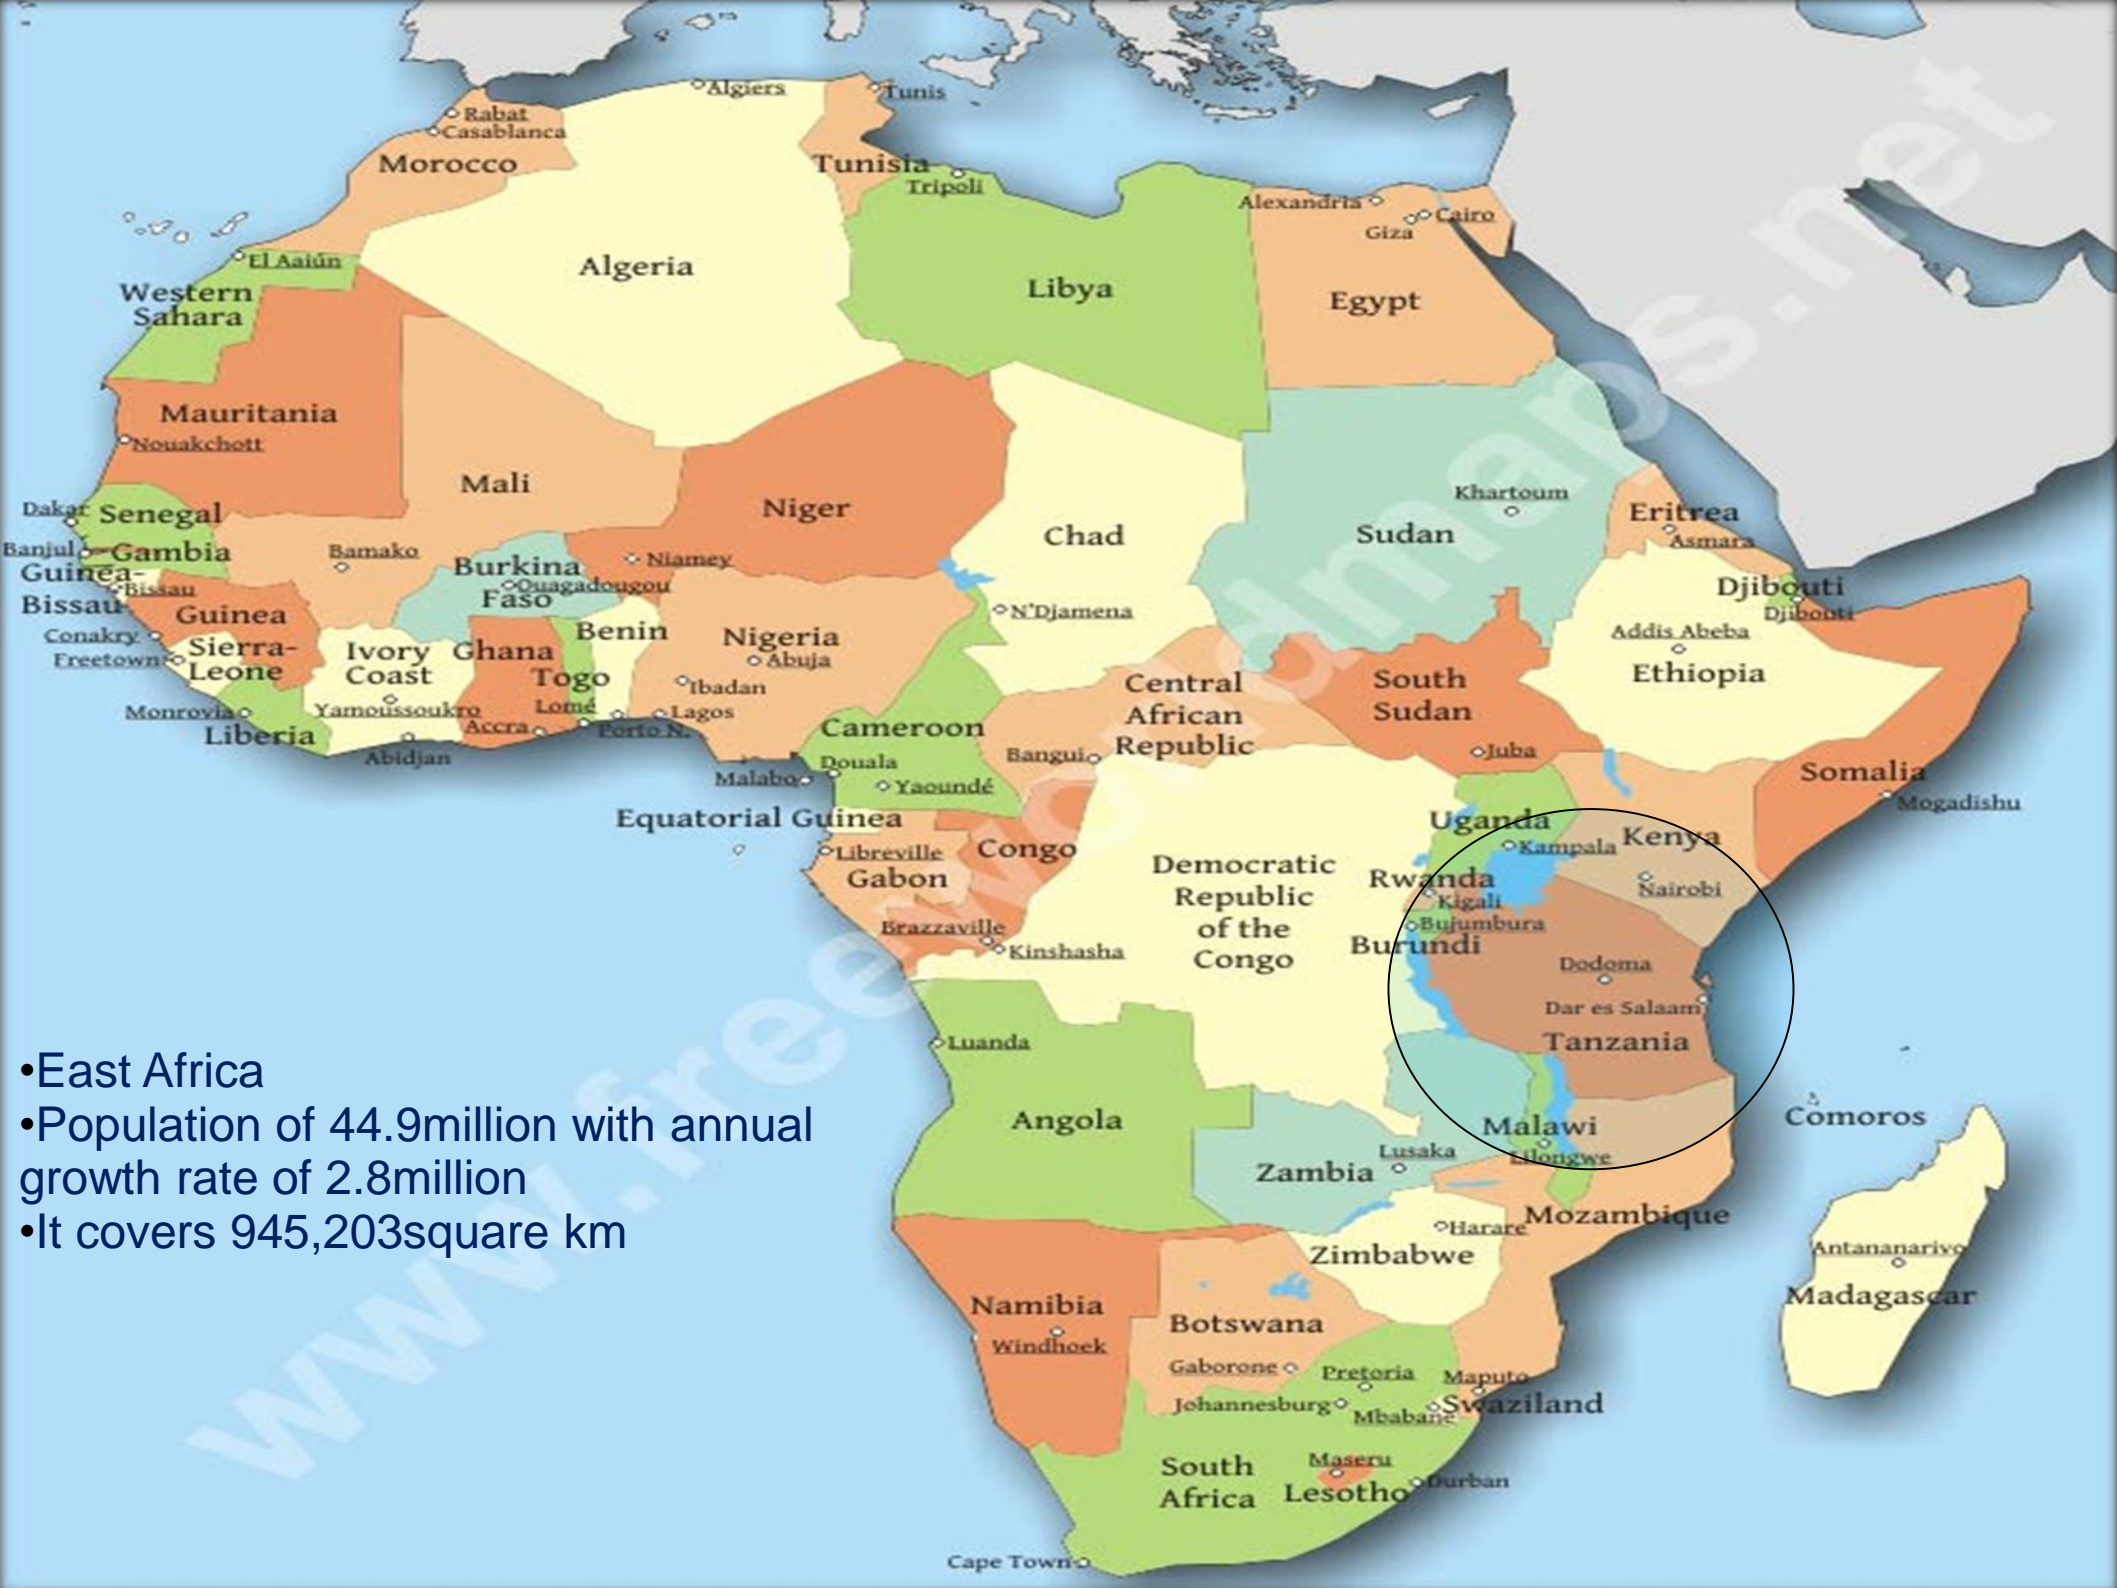 Algiers
Tunis
Rabat
Casablanca
Morocco
Tunisia
Tripoli
Alexandria
Cairo
Giza
El Aaiún
Algeria
Libya
Egypt
Western
Sahara
Mauritania
Nouakchott
Mali
Niger
Chad
Sudan
Khartoum
Eritrea
Asmara
Dakar
Senegal
Banjul
Gambia
Guinea-
Bissau
Bissau
Bamako
Burkina
Faso
Ouagadougou
Niamey
N'Djamena
Djibouti
Djibouti
Guinea
Conakry
Freetown
Sierra-
Leone
Ivory
Coast
Yamoussoukro
Ghana
Benin
Togo
Lomé
Nigeria
Abuja
Ibadan
Lagos
Monrovia
Liberia
Abidjan
Accra
Porto N.
Cameroon
Douala
Yaoundé
Malabo
Central
African
Republic
Bangui
South
Sudan
Juba
Addis Abeba
Ethiopia
Somalia
Mogadishu
Equatorial Guinea
Libreville
Gabon
Congo
Brazzaville
Kinshasha
Democratic
Republic
of the
Congo
Uganda
Kampala
Kenya
Nairobi
Rwanda
Kigali
Bujumbura
Burundi
Dodoma
Dar es Salaam
Tanzania
Luanda
Angola
Zambia
Lusaka
Malawi
Lilongwe
Comoros
Mozambique
Harare
Zimbabwe
Antananarivo
Madagascar
Namibia
Windhoek
Botswana
Gaborone
Pretoria
Johannesburg
Maputo
Mbabane
Swaziland
South
Africa
Maseru
Lesotho
Durban
Cape Town
•East Africa
•Population of 44.9million with annual
growth rate of 2.8million
•It covers 945,203square km
www.freeworldmaps.net